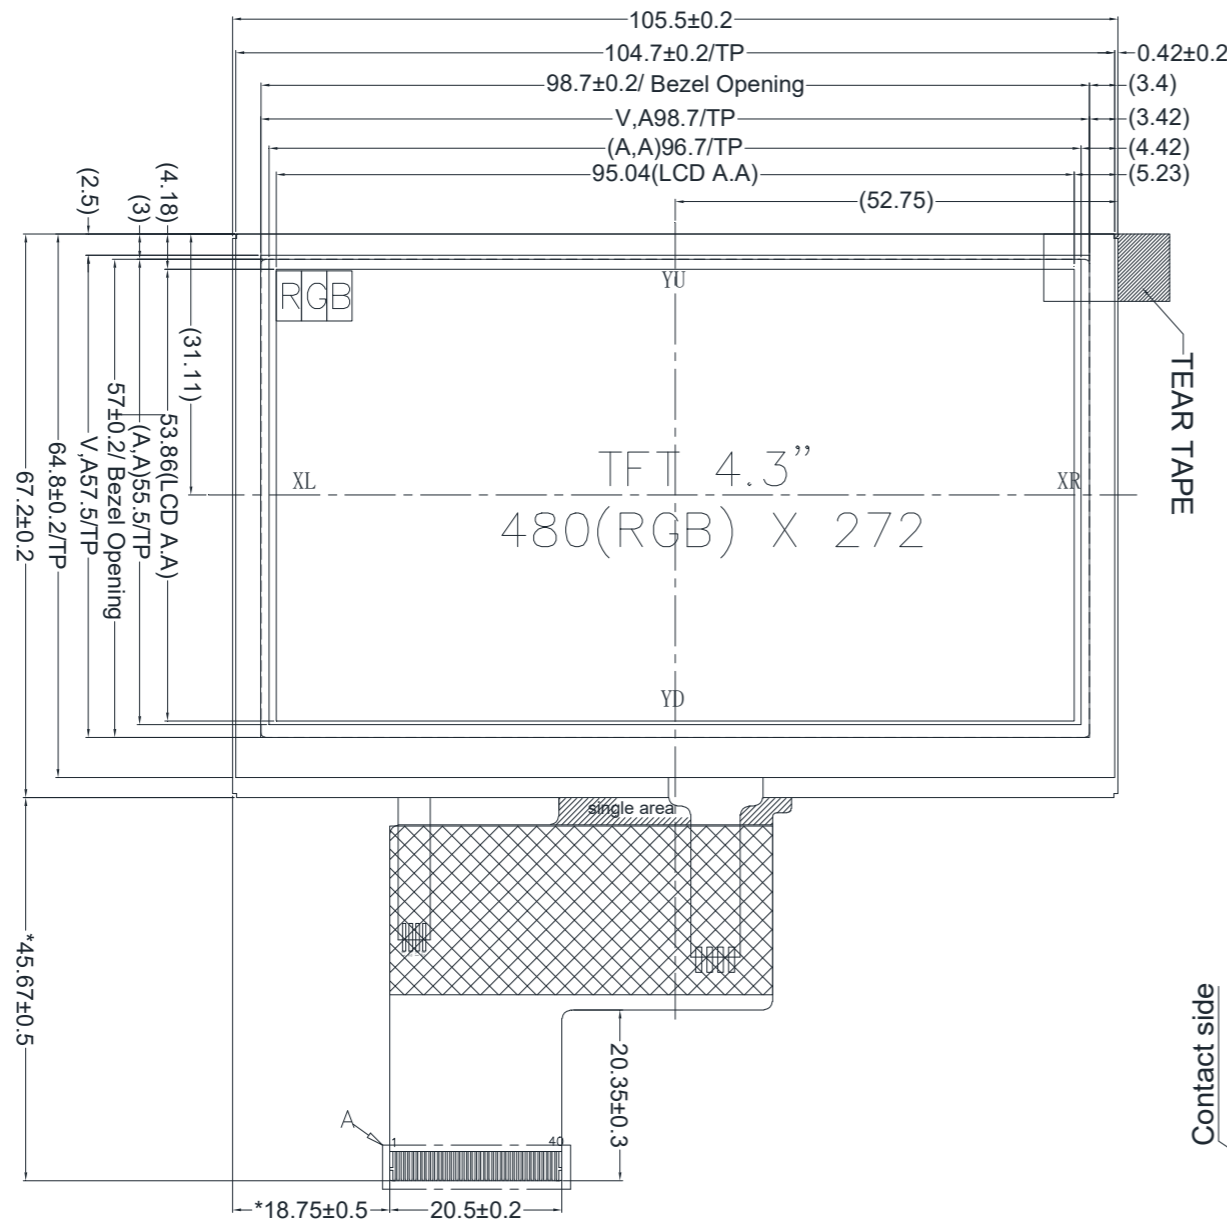 105.5±0.2
104.7±0.2/TP
0.42±0.2
98.7±0.2/ Bezel Opening
(3.4)
V,A98.7/TP
(3.42)
(A,A)96.7/TP
(4.42)
95.04(LCD A.A)
(5.23)
(52.75)
(2.5)
(3)
(4.18)
(31.11)
53.86(LCD A.A)
(A,A)55.5/TP
57±0.2/ Bezel Opening
V,A57.5/TP
64.8±0.2/TP
67.2±0.2
RGB
YU
TEAR TAPE
TFT 4.3”
XL
XR
480(RGB) X 272
YD
single area
*45.67±0.5
20.35±0.3
Contact side
A
1
40
*18.75±0.5
20.5±0.2